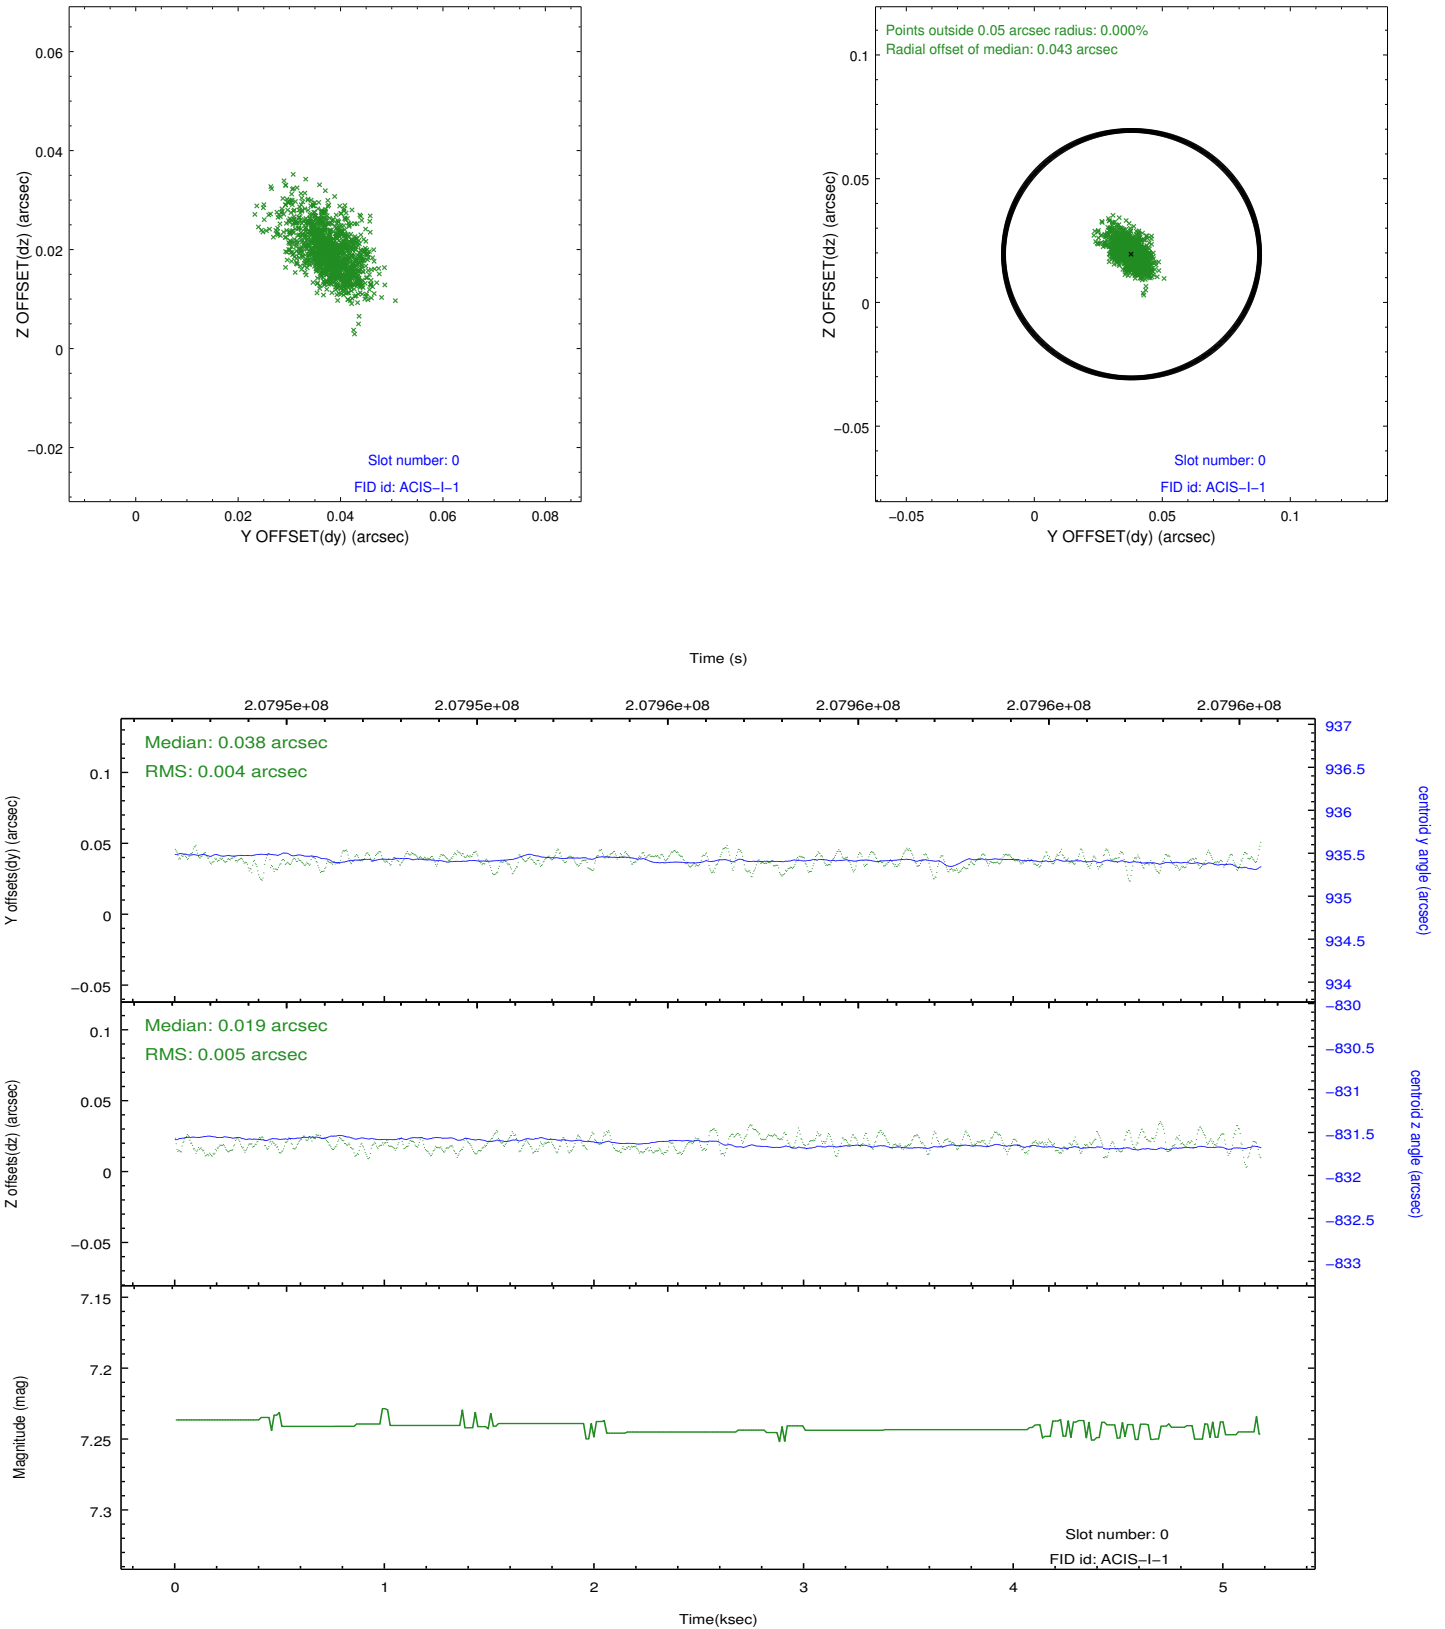 0.06
0.04
0.02
0
−0.02
Z OFFSET(dz) (arcsec)
Slot number: 0
FID id: ACIS−I−1
0 0.02 0.04 0.06 0.08
Y OFFSET(dy) (arcsec)
Points outside 0.05 arcsec radius: 0.000%
Radial offset of median: 0.043 arcsec
0.1
0.05
0
−0.05
Z OFFSET(dz) (arcsec)
Slot number: 0
FID id: ACIS−I−1
−0.05 0 0.05 0.1
Y OFFSET(dy) (arcsec)
Time (s)
2.0795e+08 2.0795e+08 2.0796e+08 2.0796e+08 2.0796e+08 2.0796e+08
Median: 0.038 arcsec
RMS: 0.004 arcsec
0.1
0.05
0
−0.05
Y offsets(dy) (arcsec)
937
936.5
936
935.5
935
934.5
934
centroid y angle (arcsec)
Median: 0.019 arcsec
RMS: 0.005 arcsec
0.1
0.05
0
−0.05
Z offsets(dz) (arcsec)
−830
−830.5
−831
−831.5
−832
−832.5
−833
centroid z angle (arcsec)
7.15
7.2
7.25
7.3
Magnitude (mag)
Slot number: 0
FID id: ACIS−I−1
0 1 2 3 4 5
Time(ksec)